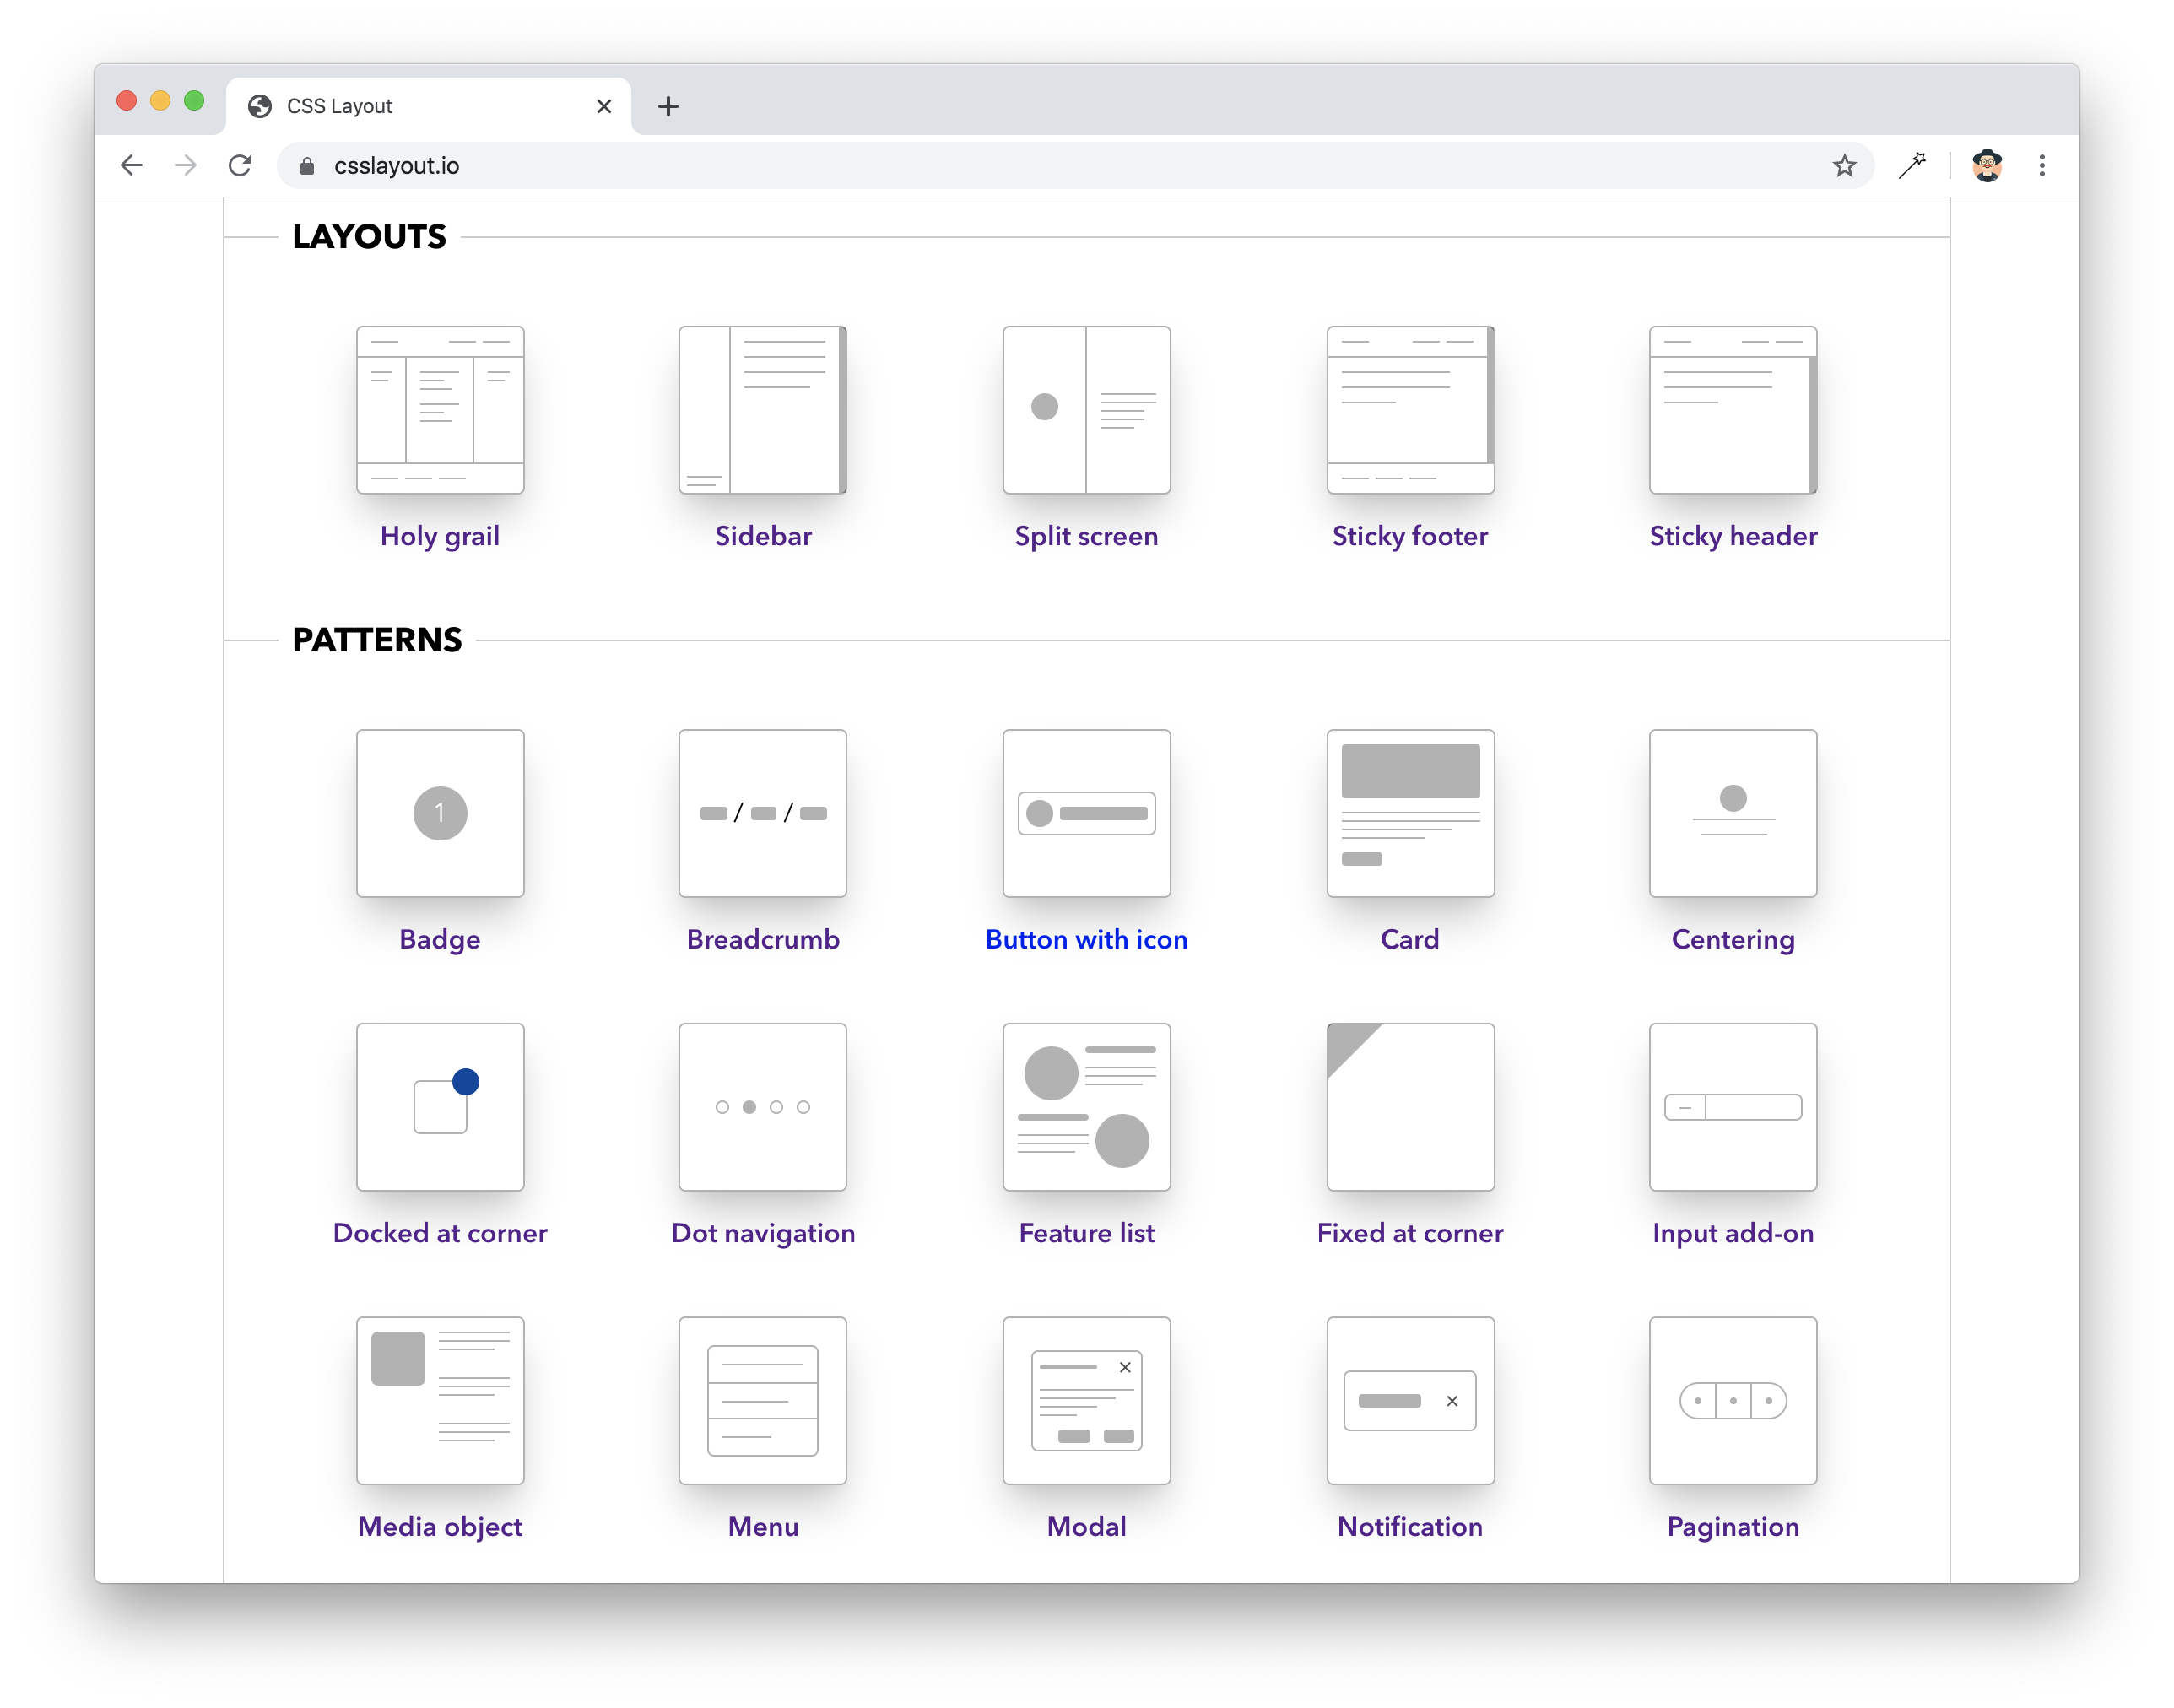 CSS Layout
csslayout.io
LAYOUTS
Holy grail
Sidebar
Split screen
Sticky footer
Sticky header
PATTERNS
1
/ /
Badge
Breadcrumb
Button with icon
Card
Centering
Docked at corner
Dot navigation
Feature list
Fixed at corner
Input add-on
Media object
Menu
Modal
Notification
Pagination